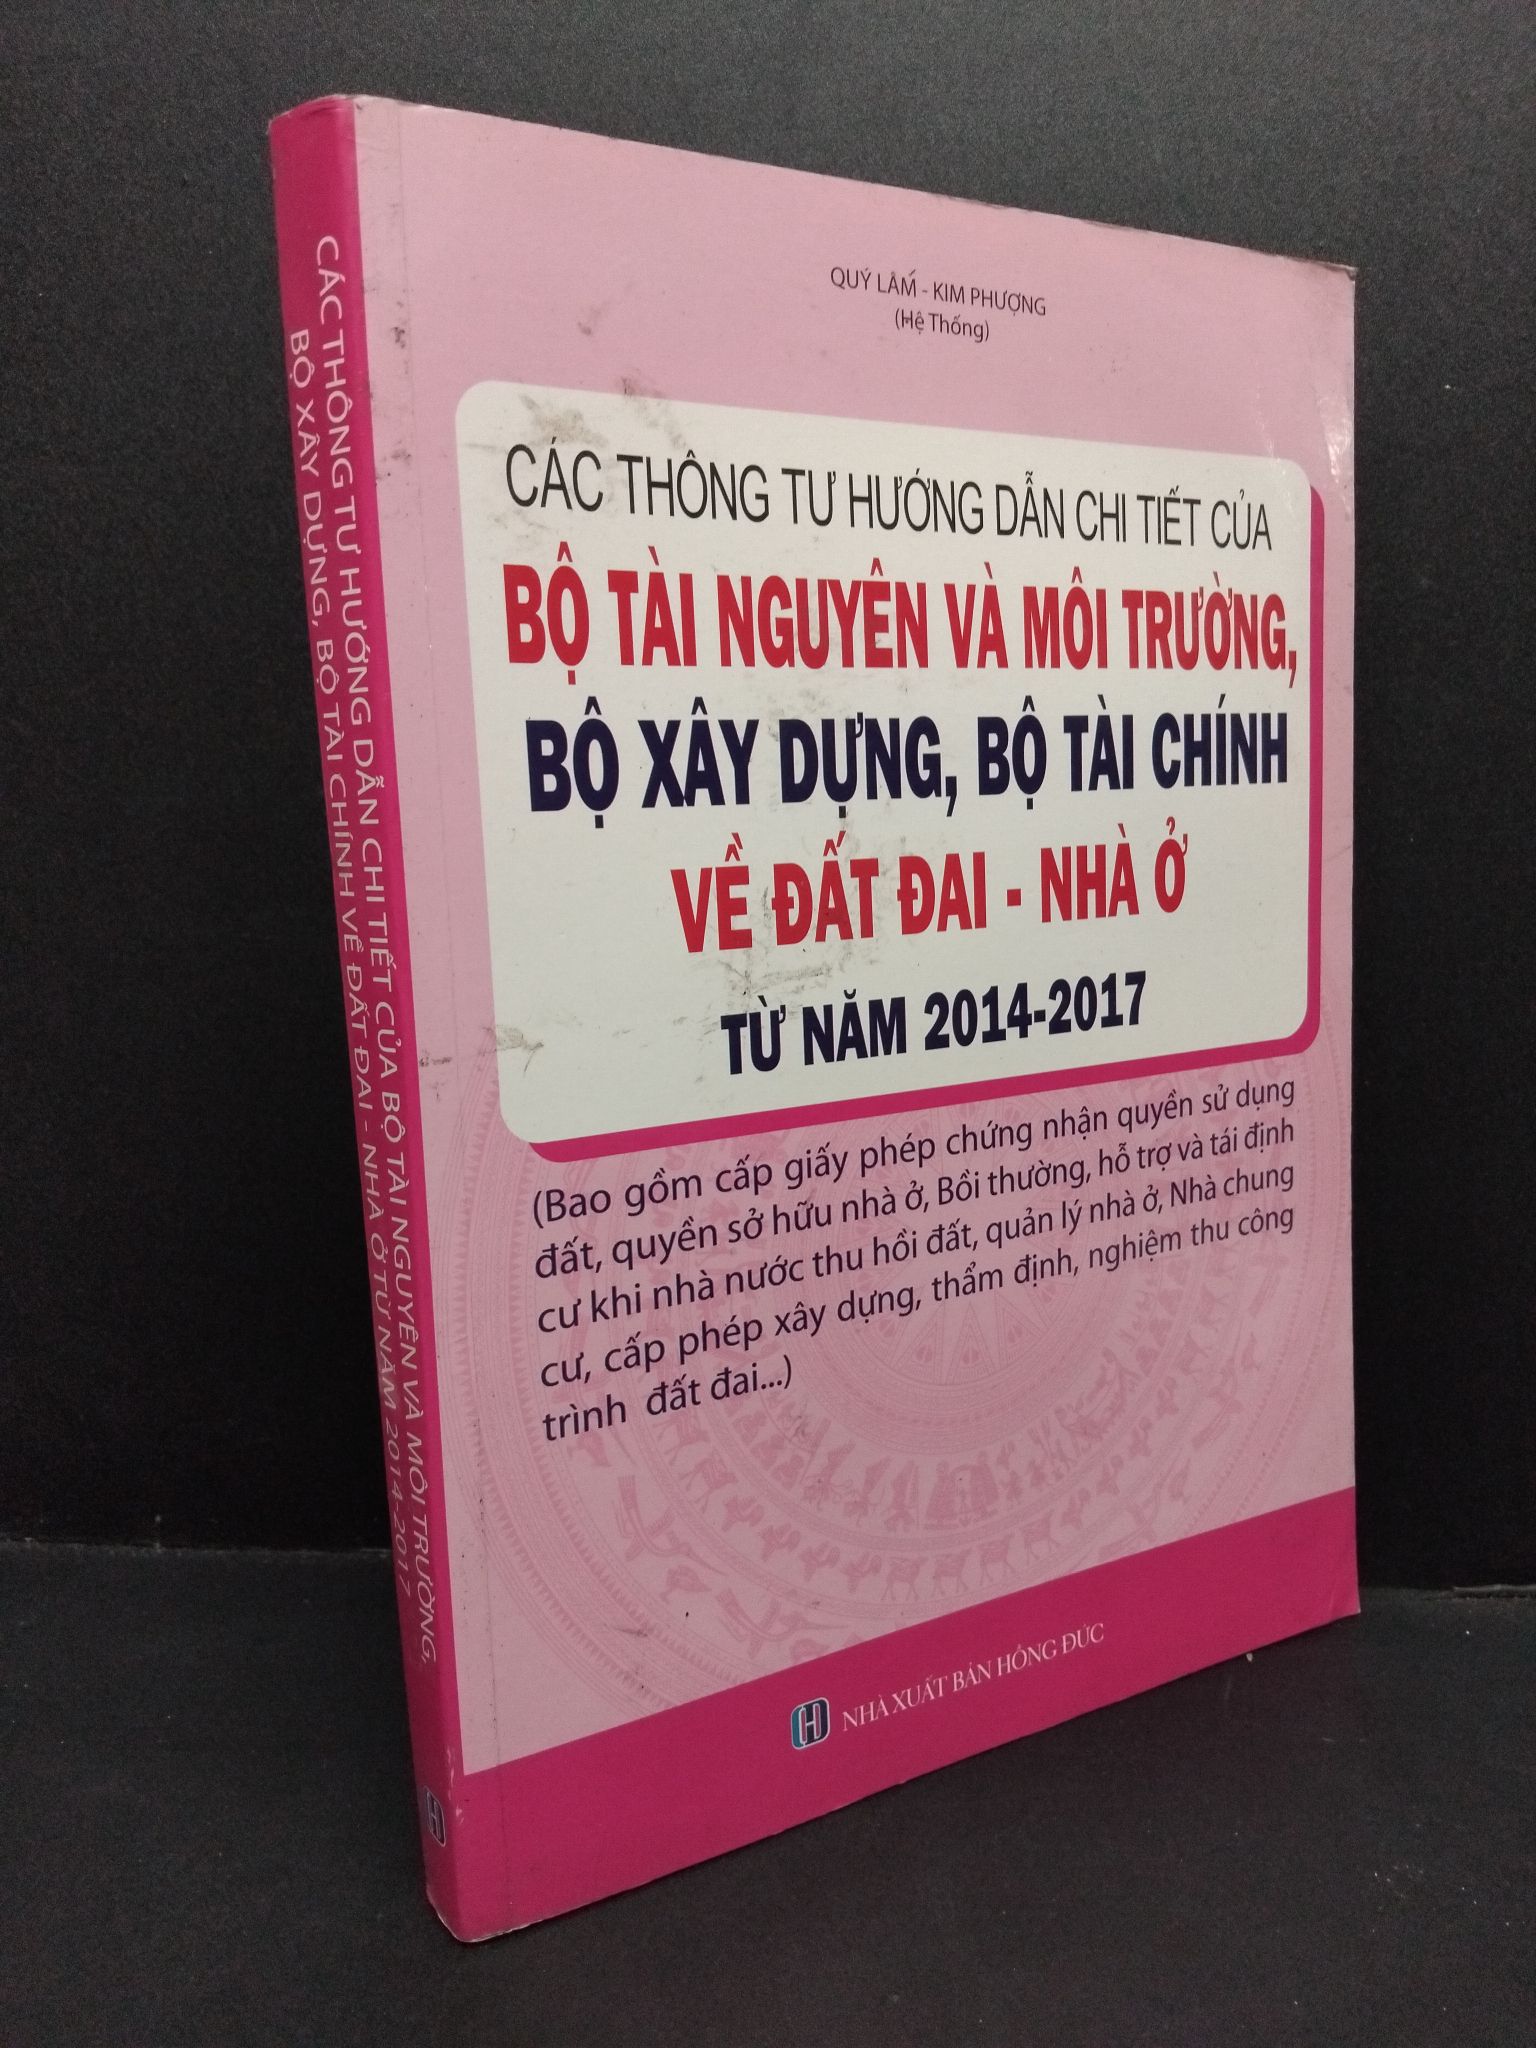 QUÝ LÂM - KIM PHƯỢNG
(Hệ Thống)
CÁC THÔNG TƯ HƯỚNG DẪN CHI TIẾT CỦA
BỘ TÀI NGUYÊN VÀ MÔI TRƯỜNG,
BỘ XÂY DỰNG, BỘ TÀI CHÍNH
VỀ ĐẤT ĐAI - NHÀ Ở
TỪ NĂM 2014-2017
(Bao gồm cấp giấy phép chứng nhận quyền sử dụng
đất, quyền sở hữu nhà ở, Bồi thường, hỗ trợ và tái định
cư khi nhà nước thu hồi đất, quản lý nhà ở, Nhà chung
cư, cấp phép xây dựng, thẩm định, nghiệm thu công
trình đất đai...)
NHÀ XUẤT BẢN HỒNG ĐỨC
CÁC THÔNG TƯ HƯỚNG DẪN CHI TIẾT CỦA BỘ TÀI NGUYÊN VÀ MÔI TRƯỜNG,
BỘ XÂY DỰNG, BỘ TÀI CHÍNH VỀ ĐẤT ĐAI - NHÀ Ở TỪ NĂM 2014-2017